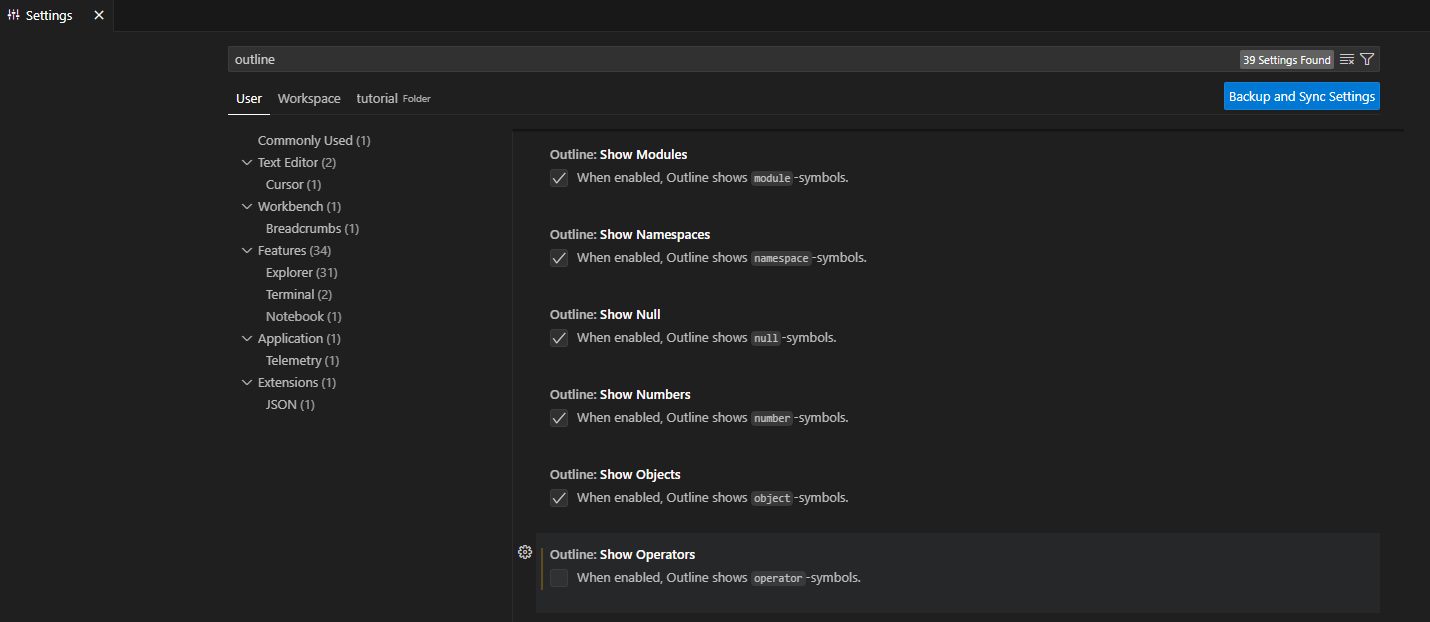 Settings
outline
39 Settings Found
User Workspace tutorial Folder
Backup and Sync Settings
Commonly Used (1)
Text Editor (2)
Cursor (1)
Workbench (1)
Breadcrumbs (1)
Features (34)
Explorer (31)
Terminal (2)
Notebook (1)
Application (1)
Telemetry (1)
Extensions (1)
JSON (1)
Outline: Show Modules
When enabled, Outline shows module-symbols.
Outline: Show Namespaces
When enabled, Outline shows namespace-symbols.
Outline: Show Null
When enabled, Outline shows null-symbols.
Outline: Show Numbers
When enabled, Outline shows number-symbols.
Outline: Show Objects
When enabled, Outline shows object-symbols.
Outline: Show Operators
When enabled, Outline shows operator-symbols.